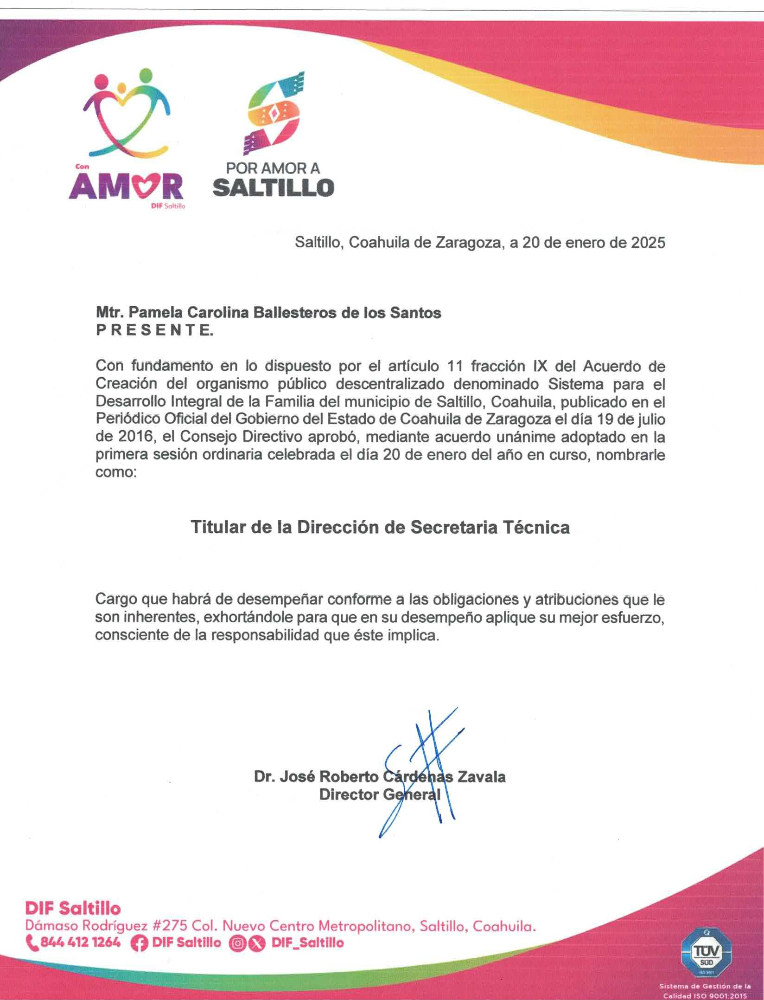 Con
AMOR
DIF Saltillo
POR AMOR A
SALTILLO
Saltillo, Coahuila de Zaragoza, a 20 de enero de 2025
Mtr. Pamela Carolina Ballesteros de los Santos
P R E S E N T E.
Con fundamento en lo dispuesto por el artículo 11 fracción IX del Acuerdo de
Creación del organismo público descentralizado denominado Sistema para el
Desarrollo Integral de la Familia del municipio de Saltillo, Coahuila, publicado en el
Periódico Oficial del Gobierno del Estado de Coahuila de Zaragoza el día 19 de julio
de 2016, el Consejo Directivo aprobó, mediante acuerdo unánime adoptado en la
primera sesión ordinaria celebrada el día 20 de enero del año en curso, nombrarle
como:
Titular de la Dirección de Secretaria Técnica
Cargo que habrá de desempeñar conforme a las obligaciones y atribuciones que le
son inherentes, exhortándole para que en su desempeño aplique su mejor esfuerzo,
consciente de la responsabilidad que éste implica.
Dr. José Roberto Cárdenas Zavala
Director General
DIF Saltillo
Dámaso Rodríguez #275 Col. Nuevo Centro Metropolitano, Saltillo, Coahuila.
844 412 1264 DIF Saltillo DIF_Saltillo
Q
TÜV
SÜD
ISO 9001
Sistema de Gestión de la
Calidad ISO 9001:2015